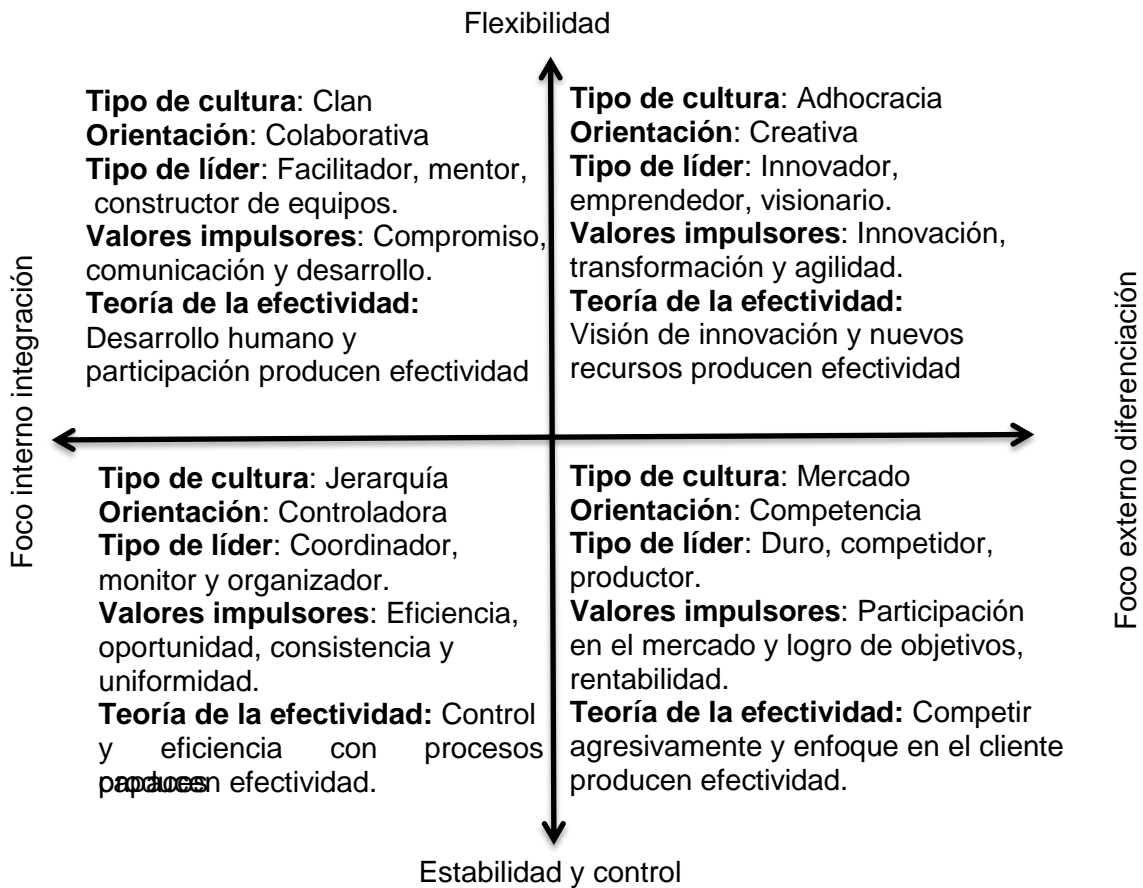 Flexibilidad
Tipo de cultura: Clan
Orientación: Colaborativa
Tipo de líder: Facilitador, mentor,
constructor de equipos.
Valores impulsores: Compromiso,
comunicación y desarrollo.
Teoría de la efectividad:
Desarrollo humano y
participación producen efectividad
Tipo de cultura: Adhocracia
Orientación: Creativa
Tipo de líder: Innovador,
emprendedor, visionario.
Valores impulsores: Innovación,
transformación y agilidad.
Teoría de la efectividad:
Visión de innovación y nuevos
recursos producen efectividad
Foco interno integración
Foco externo diferenciación
Tipo de cultura: Jerarquía
Orientación: Controladora
Tipo de líder: Coordinador,
monitor y organizador.
Valores impulsores: Eficiencia,
oportunidad, consistencia y
uniformidad.
Teoría de la efectividad: Control
y eficiencia con procesos
efectividad.
Tipo de cultura: Mercado
Orientación: Competencia
Tipo de líder: Duro, competidor,
productor.
Valores impulsores: Participación
en el mercado y logro de objetivos,
rentabilidad.
Teoría de la efectividad: Competir
agresivamente y enfoque en el cliente
producen efectividad.
Estabilidad y control